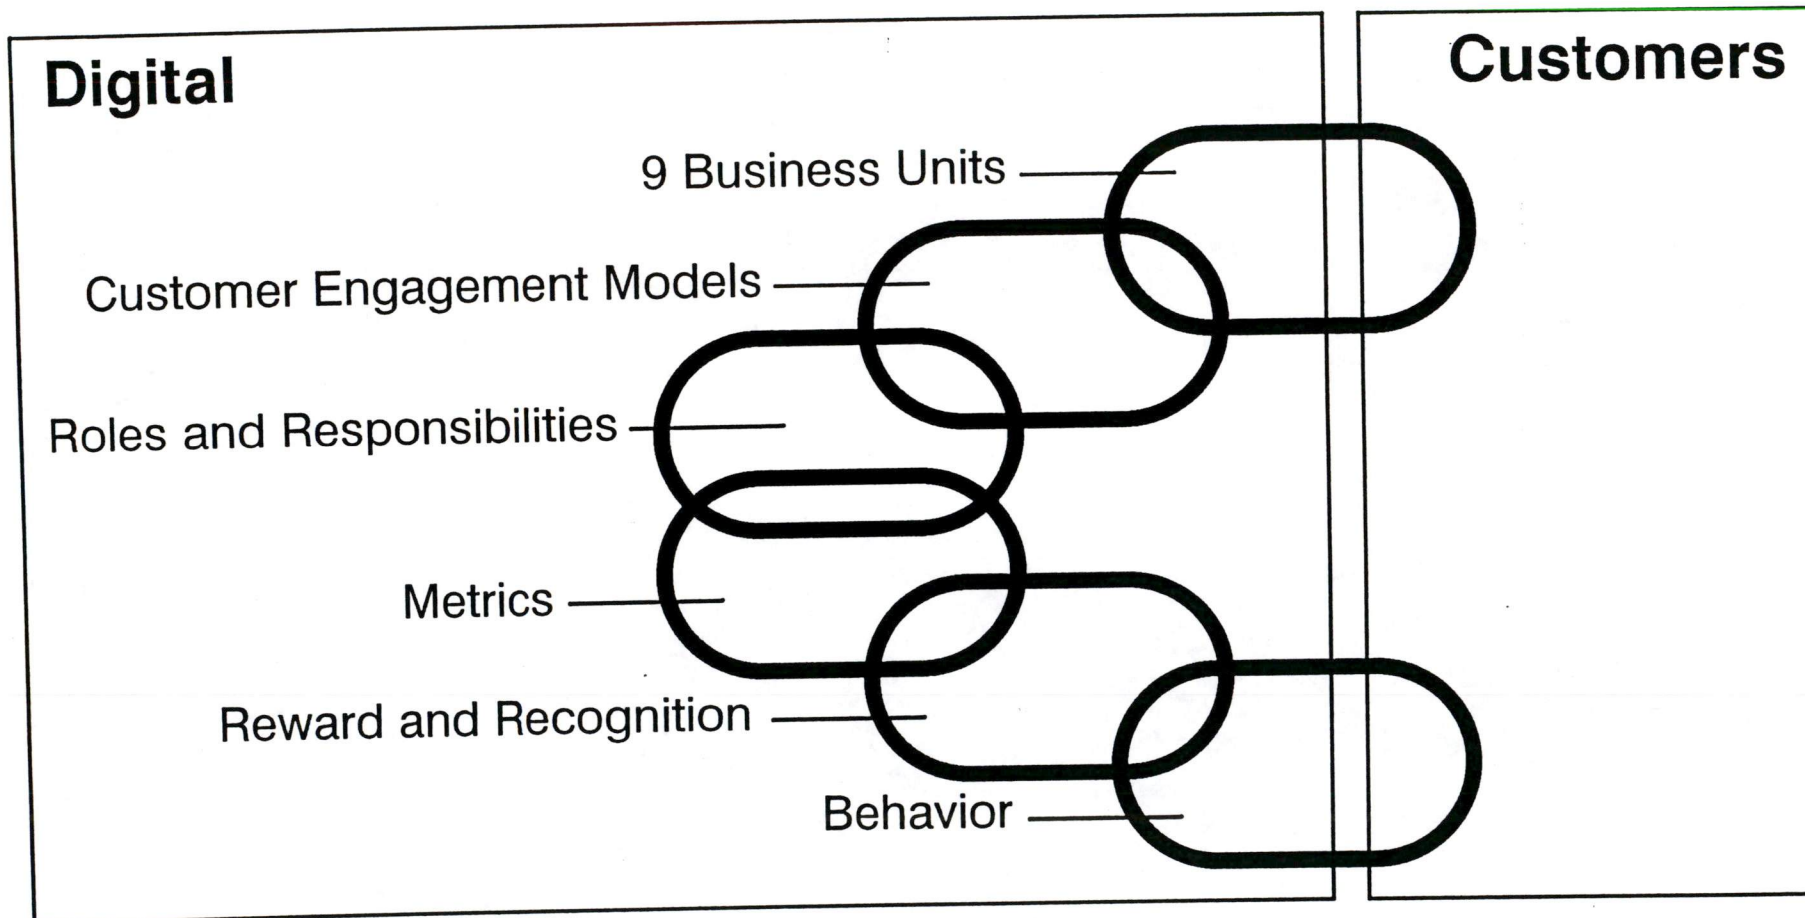 Digital
Customers
9 Business Units
Customer Engagement Models
Roles and Responsibilities
Metrics
Reward and Recognition
Behavior